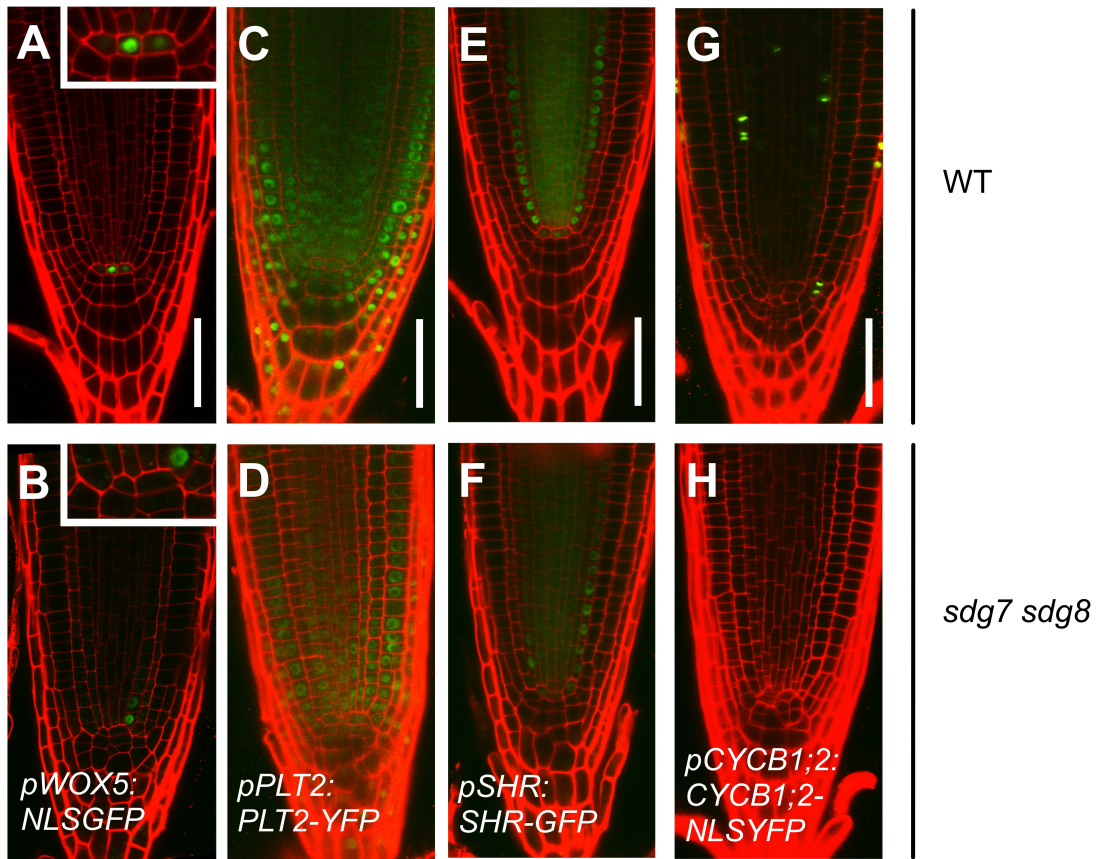 A
C
E
G
WT
B
D
F
H
sdg7 sdg8
pWOX5:
NLSGFP
pPLT2:
PLT2-YFP
pSHR:
SHR-GFP
pCYCB1;2:
CYCB1;2-
NLSYFP